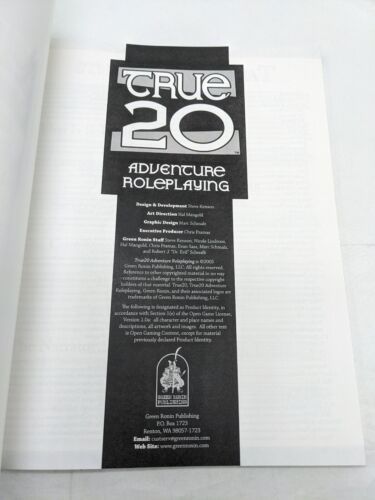 TRUE
20
™
ADVENTURE
ROLEPLAYING
Design & Development Steve Kenson
Art Direction Hal Mangold
Graphic Design Marc Schmalz
Executive Producer Chris Pramas
Green Ronin Staff Steve Kenson, Nicole Lindroos,
Hal Mangold, Chris Pramas, Evan Sass, Marc Schmalz,
and Robert J. "Dr. Evil" Schwalb
True20 Adventure Roleplaying is ©2005
Green Ronin Publishing, LLC. All rights reserved.
Reference to other copyrighted material in no way
constitutes a challenge to the respective copyright
holders of that material. True20, True20 Adventure
Roleplaying, Green Ronin, and their associated logos are
trademarks of Green Ronin Publishing, LLC.
The following is designated as Product Identity, in
accordance with Section 1(e) of the Open Game License,
Version 1.0a: all character and place names and
descriptions, all artwork and images. All other text
is Open Gaming Content, except for material
previously declared Product Identity.
GREEN RONIN
PUBLISHING
Green Ronin Publishing
P.O. Box 1723
Renton, WA 98057-1723
Email: custserv@greenronin.com
Web Site: www.greenronin.com